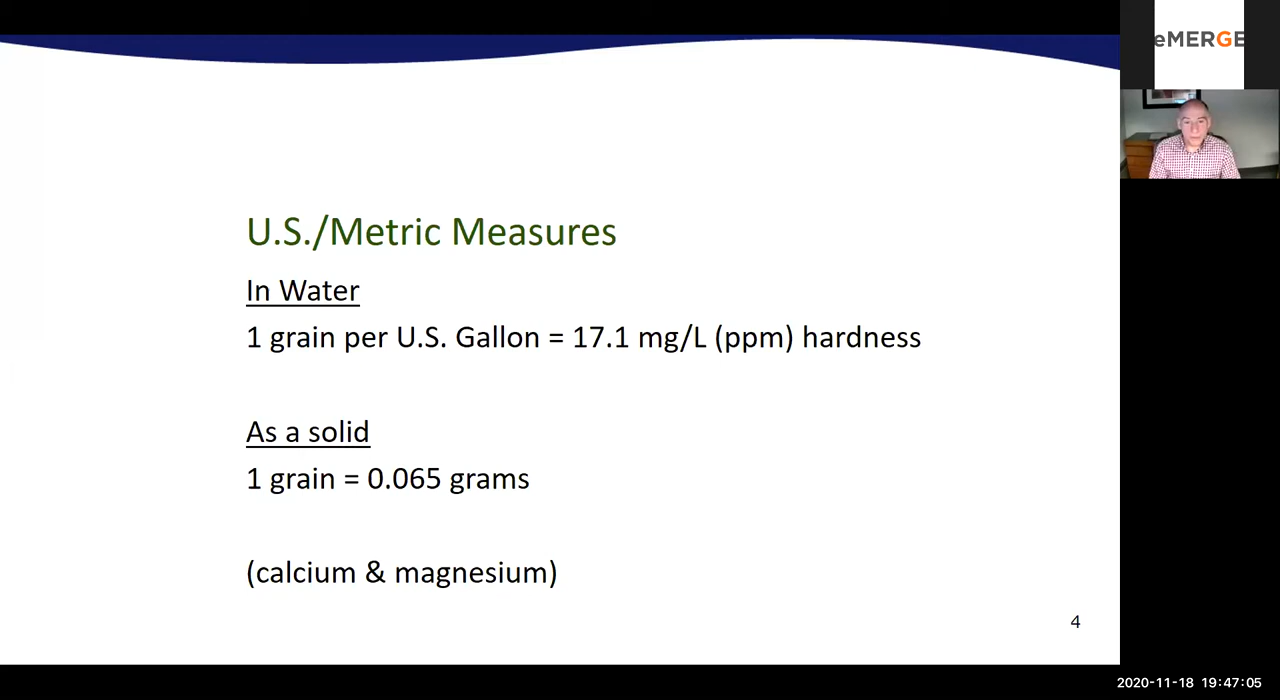 eMERGE
U.S./Metric Measures
In Water
1 grain per U.S. Gallon = 17.1 mg/L (ppm) hardness
As a solid
1 grain = 0.065 grams
(calcium & magnesium)
4
2020-11-18 19:47:05